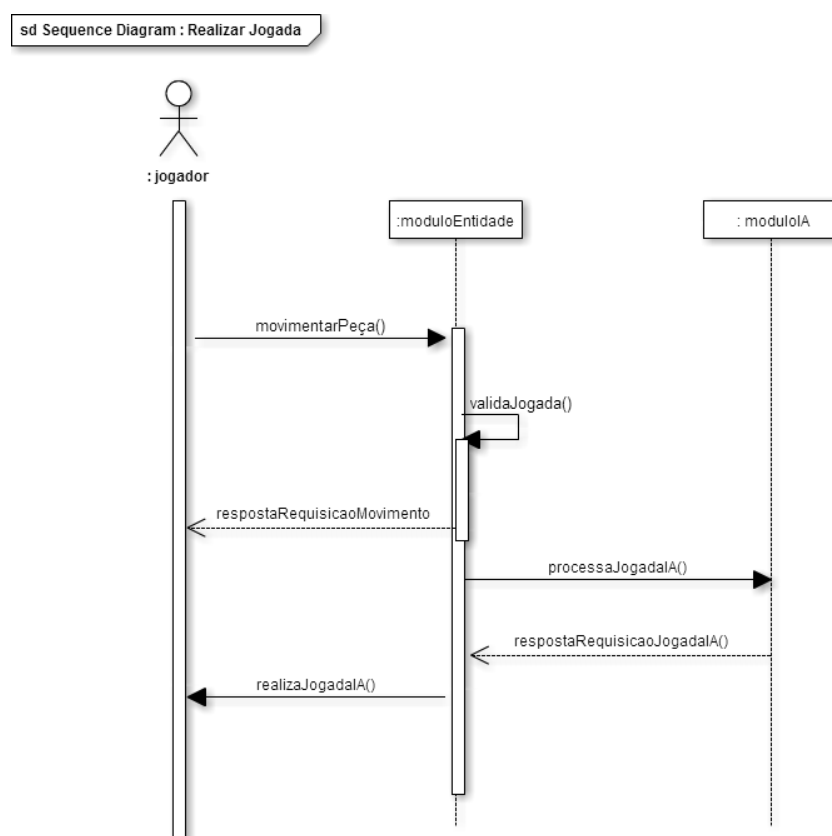 sd Sequence Diagram : Realizar Jogada
: jogador
:moduloEntidade
: moduloIA
movimentarPeça()
validaJogada()
respostaRequisicaoMovimento
processaJogadaIA()
respostaRequisicaoJogadaIA()
realizaJogadaIA()